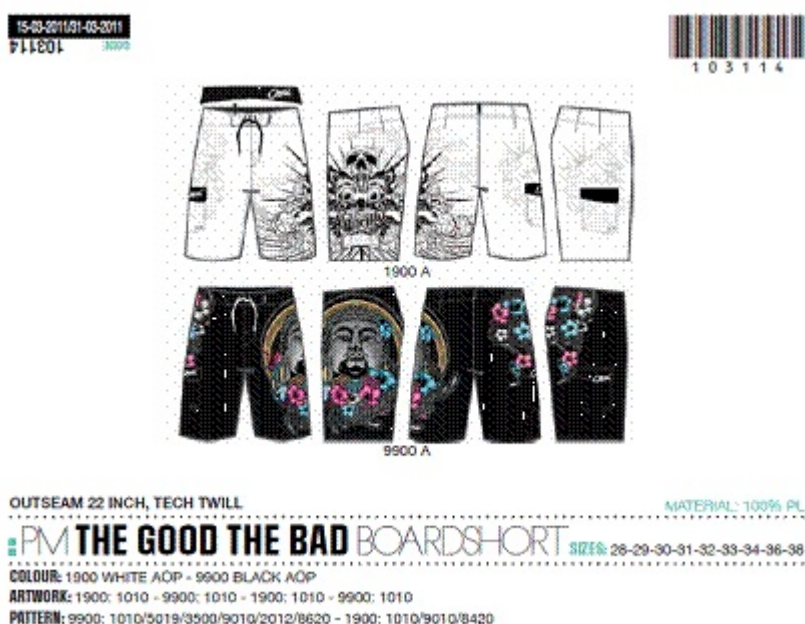 15-03-2011/31-03-2011
103114
103114
1900 A
9900 A
OUTSEAM 22 INCH, TECH TWILL
MATERIAL: 100% PL
PM THE GOOD THE BAD BOARDSHORT SIZES: 28-29-30-31-32-33-34-36-38
COLOUR: 1900 WHITE AOP - 9900 BLACK AOP
ARTWORK: 1900: 1010 - 9900: 1010 - 1900: 1010 - 9900: 1010
PATTERN: 9900: 1010/5019/3500/9010/2012/8620 - 1900: 1010/9010/8420